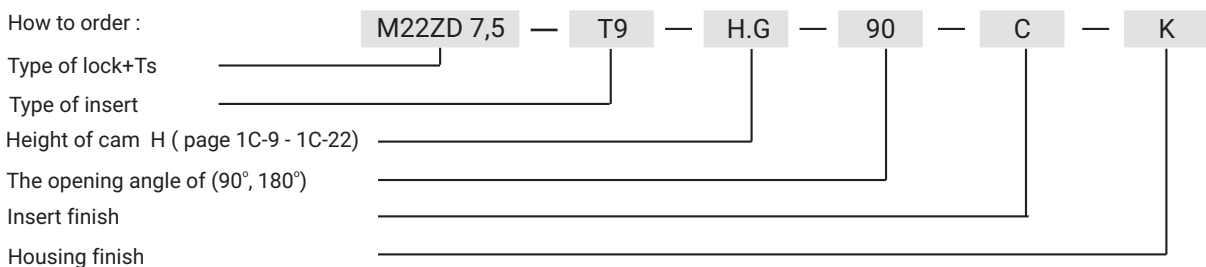 How to order : M22ZD 7,5 — T9 — H.G — 90 — C — K
Type of lock+Ts
Type of insert
Height of cam H ( page 1C-9 - 1C-22)
The opening angle of (90°, 180°)
Insert finish
Housing finish